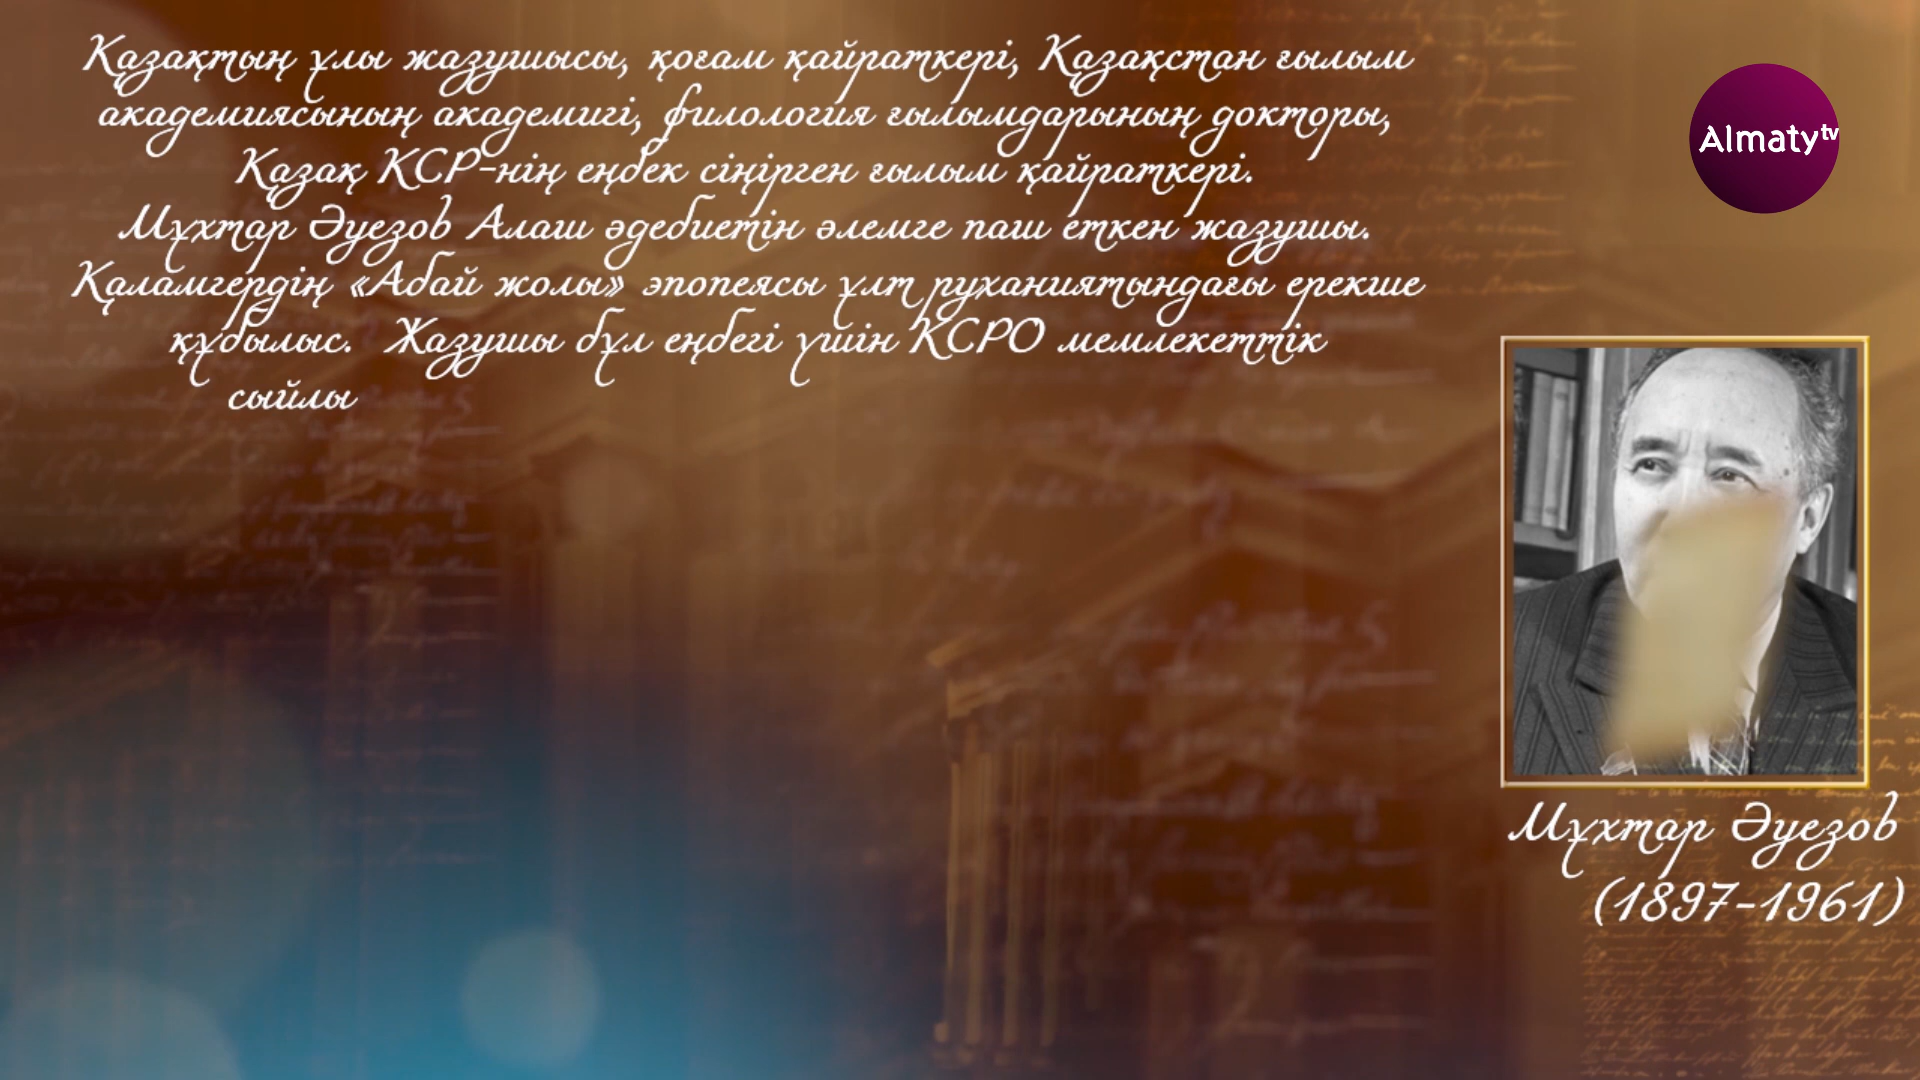 Қазақтың ұлы жазушысы, қоғам қайраткері, Қазақстан ғылым
академиясының академигі, филология ғылымдарының докторы,
Қазақ КСР-нің еңбек сіңірген ғылым қайраткері.
Мұхтар Әуезов Алаш әдебиетін әлемге паш еткен жазушы.
Қаламгердің «Абай жолы» эпопеясы ұлт руханиятындағы ерекше
құбылыс. Жазушы бұл еңбегі үшін КСРО мемлекеттік
сыйлы
Almaty tv
Мұхтар Әуезов
(1897-1961)